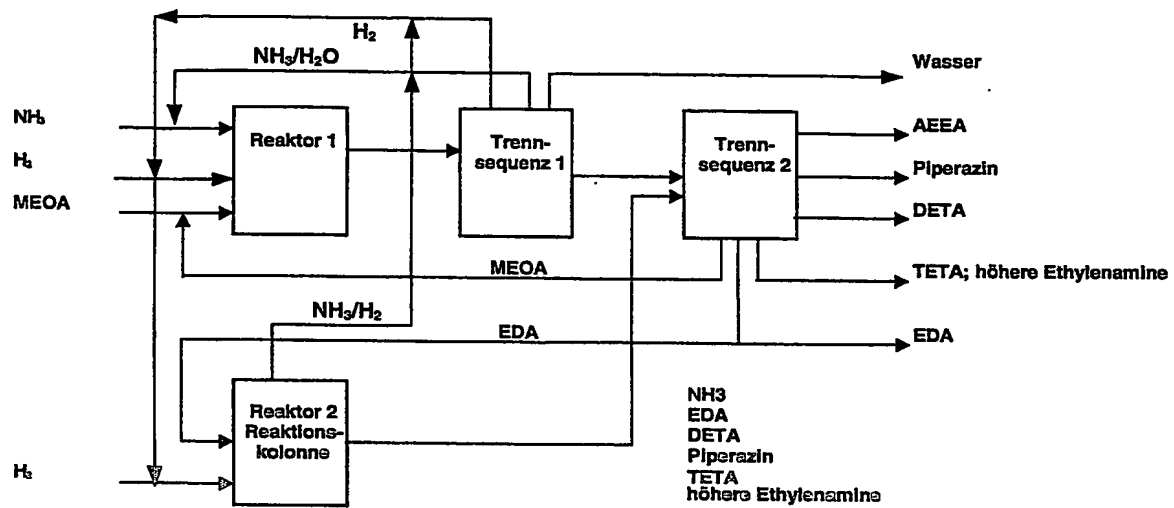 H₂
NH₃/H₂O
Wasser
NH₃
Reaktor 1
Trenn-
sequenz 1
Trenn-
sequenz 2
AEEA
H₂
Piperazin
MEOA
DETA
MEOA
TETA; höhere Ethylenamine
NH₃/H₂
EDA
EDA
Reaktor 2
Reaktions-
kolonne
H₂
NH3
EDA
DETA
Piperazin
TETA
höhere Ethylenamine